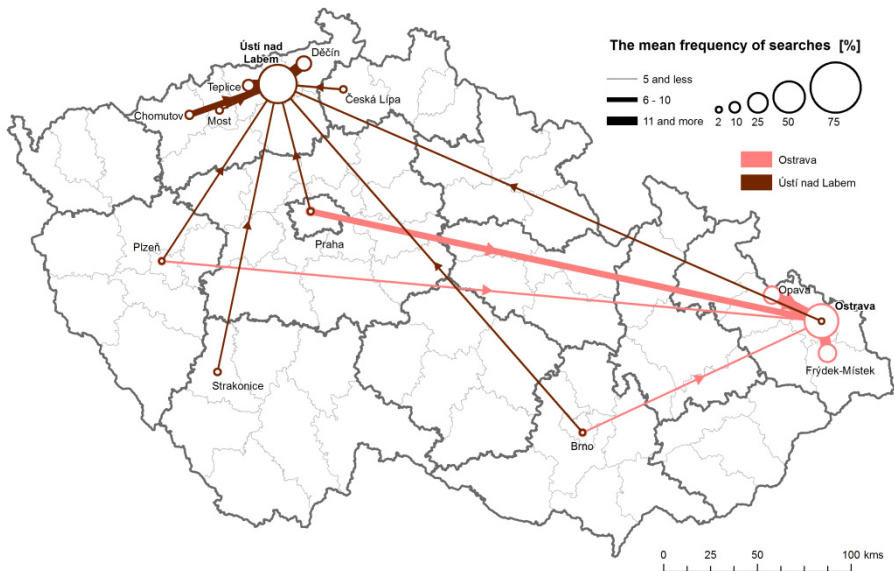 The mean frequency of searches [%]
5 and less
6 - 10
11 and more
2 10 25 50 75
Ostrava
Ústí nad Labem
Ústí nad
Labem
Děčín
Teplice
Česká Lípa
Chomutov
Most
Plzeň
Praha
Opava
Ostrava
Frýdek-Místek
Strakonice
Brno
0 25 50 100 kms